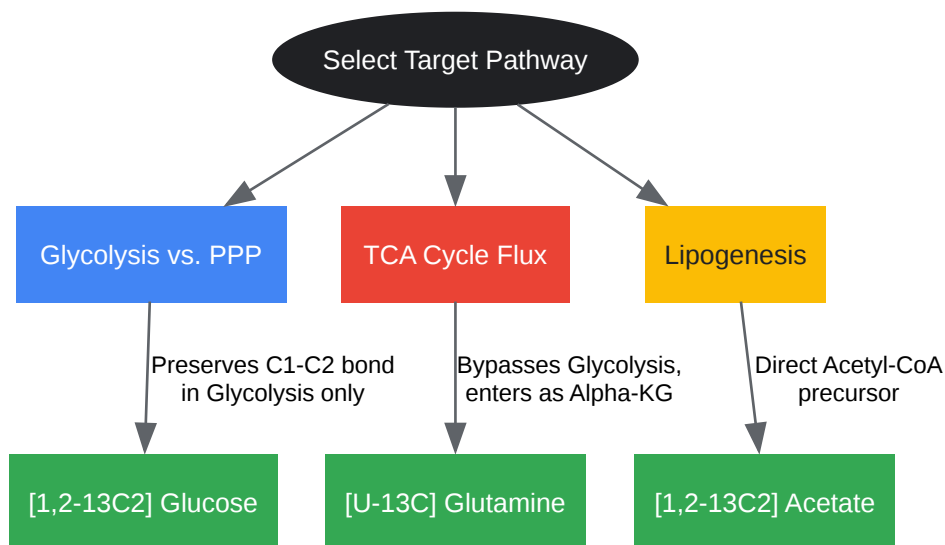 Select Target Pathway
Glycolysis vs. PPP
TCA Cycle Flux
Lipogenesis
Preserves C1-C2 bond
in Glycolysis only
Bypasses Glycolysis,
enters as Alpha-KG
Direct Acetyl-CoA
precursor
[1,2-13C2] Glucose
[U-13C] Glutamine
[1,2-13C2] Acetate